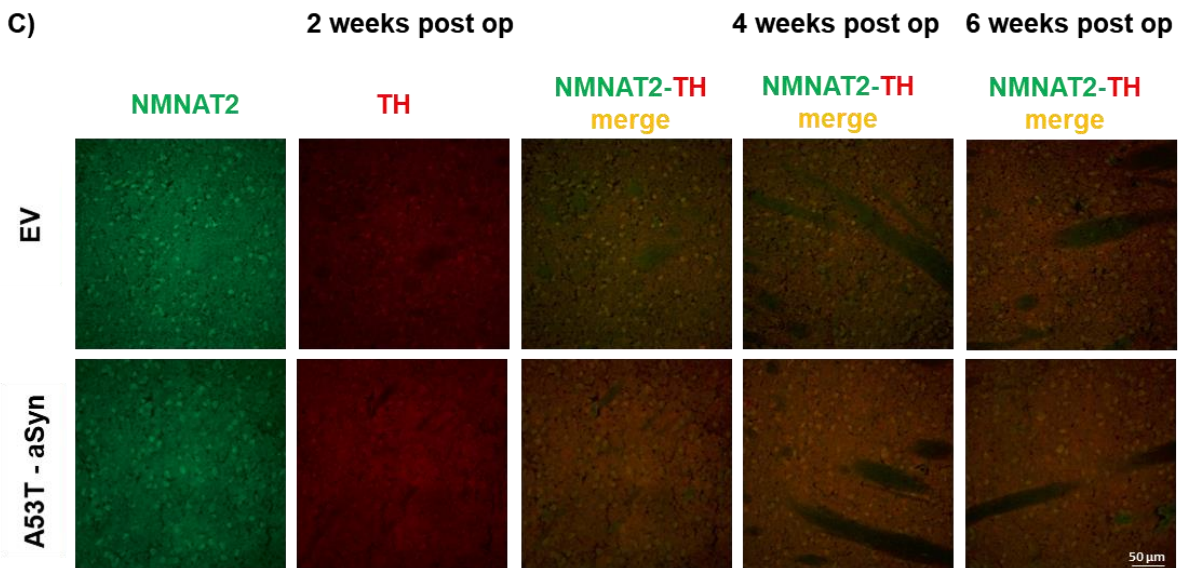 C)
2 weeks post op
4 weeks post op
6 weeks post op
NMNAT2
TH
NMNAT2-TH
merge
NMNAT2-TH
merge
NMNAT2-TH
merge
EV
A53T - aSyn
50 µm